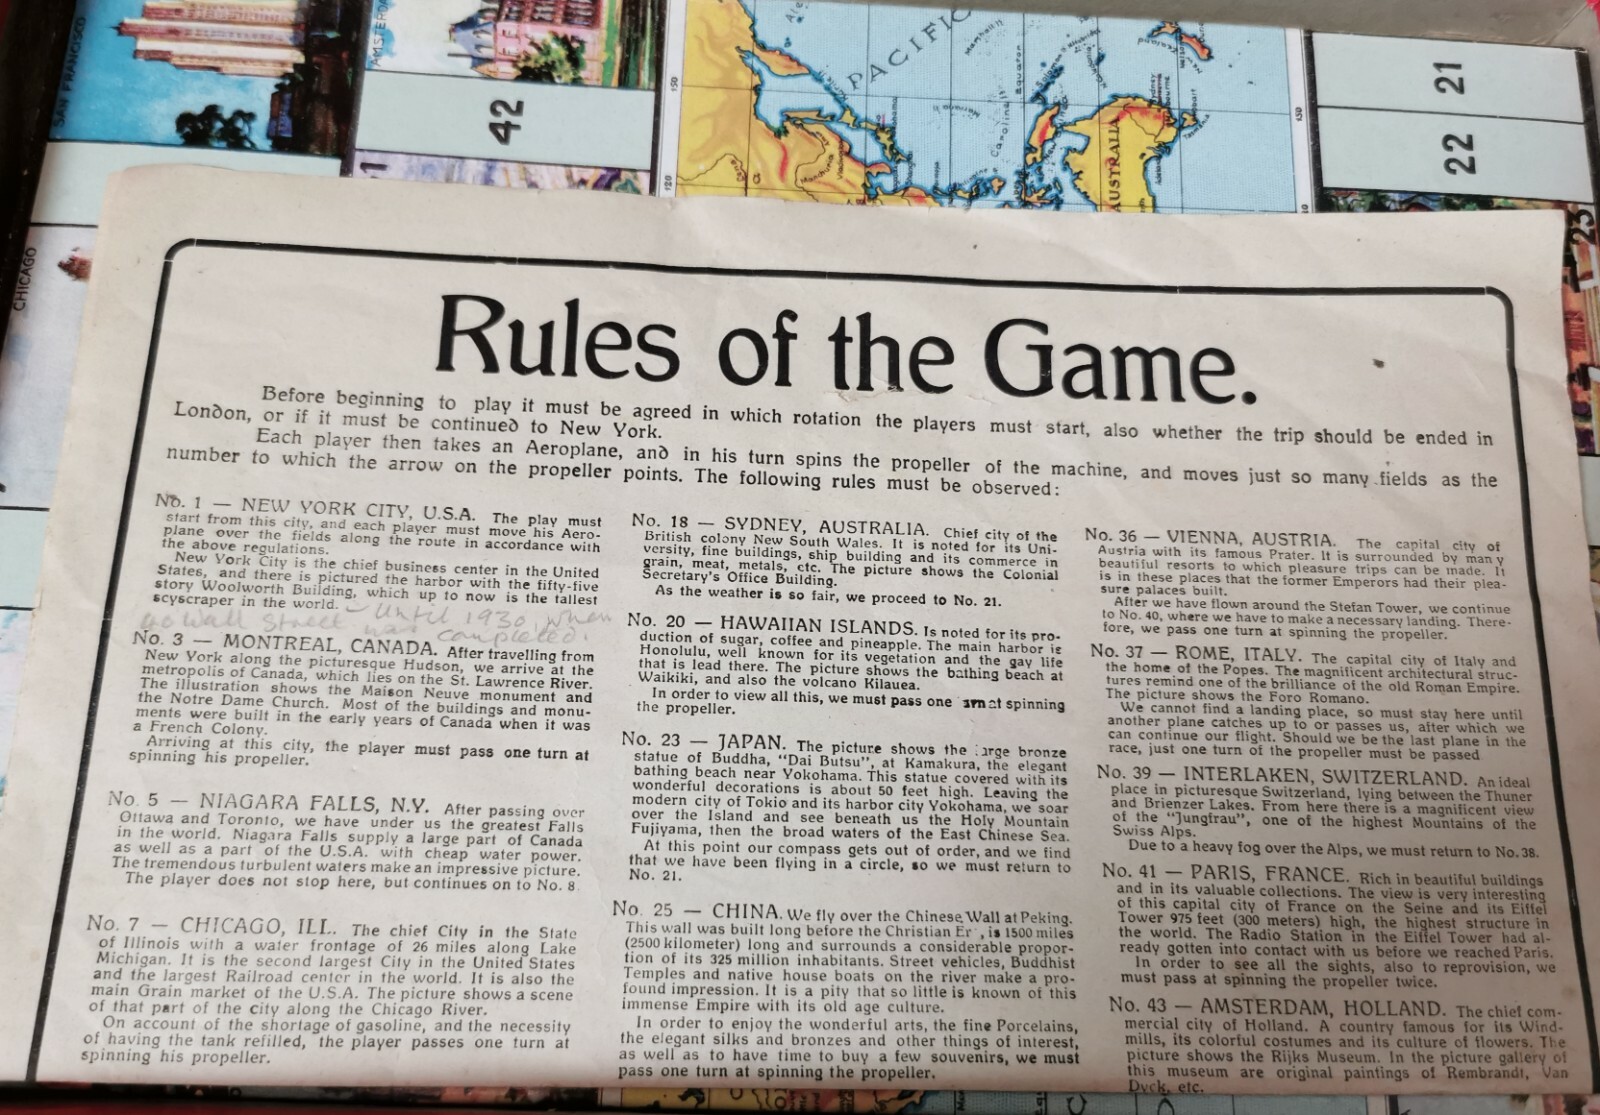 SAN FRANCISCO
AMSTERDA
42
PACIFIC
AUSTRALIA
150
120
150
21
22
23
CHICAGO
Rules of the Game.
Before beginning to play it must be agreed in which rotation the players must start, also whether the trip should be ended in
London, or if it must be continued to New York.
Each player then takes an Aeroplane, and in his turn spins the propeller of the machine, and moves just so many fields as the
number to which the arrow on the propeller points. The following rules must be observed:
No. 1 — NEW YORK CITY, U.S.A. The play must
start from this city, and each player must move his Aero-
plane over the fields along the route in accordance with
the above regulations.
New York City is the chief business center in the United
States, and there is pictured the harbor with the fifty-five
story Woolworth Building, which up to now is the tallest
scyscraper in the world. – Until 1930, when
40 Wall Street was completed.
No. 3 — MONTREAL, CANADA. After travelling from
New York along the picturesque Hudson, we arrive at the
metropolis of Canada, which lies on the St. Lawrence River.
The illustration shows the Maison Neuve monument and
the Notre Dame Church. Most of the buildings and monu-
ments were built in the early years of Canada when it was
a French Colony.
Arriving at this city, the player must pass one turn at
spinning his propeller.
No. 5 — NIAGARA FALLS, N.Y. After passing over
Ottawa and Toronto, we have under us the greatest Falls
in the world. Niagara Falls supply a large part of Canada
as well as a part of the U.S.A. with cheap water power.
The tremendous turbulent waters make an impressive picture.
The player does not stop here, but continues on to No. 8
No. 7 — CHICAGO, ILL. The chief City in the State
of Illinois with a water frontage of 26 miles along Lake
Michigan. It is the second largest City in the United States
and the largest Railroad center in the world. It is also the
main Grain market of the U.S.A. The picture shows a scene
of that part of the city along the Chicago River.
On account of the shortage of gasoline, and the necessity
of having the tank refilled, the player passes one turn at
spinning his propeller.
No. 18 — SYDNEY, AUSTRALIA. Chief city of the
British colony New South Wales. It is noted for its Uni-
versity, fine buildings, ship building and its commerce in
grain, meat, metals, etc. The picture shows the Colonial
Secretary's Office Building.
As the weather is so fair, we proceed to No. 21.
No. 20 — HAWAIIAN ISLANDS. Is noted for its pro-
duction of sugar, coffee and pineapple. The main harbor is
Honolulu, well known for its vegetation and the gay life
that is lead there. The picture shows the bathing beach at
Waikiki, and also the volcano Kilauea.
In order to view all this, we must pass one at spinning
the propeller.
No. 23 — JAPAN. The picture shows the large bronze
statue of Buddha, "Dai Butsu", at Kamakura, the elegant
bathing beach near Yokohama. This statue covered with its
wonderful decorations is about 50 feet high. Leaving the
modern city of Tokio and its harbor city Yokohama, we soar
over the Island and see beneath us the Holy Mountain
Fujiyama, then the broad waters of the East Chinese Sea.
At this point our compass gets out of order, and we find
that we have been flying in a circle, so we must return to
No. 21.
No. 25 — CHINA. We fly over the Chinese Wall at Peking.
This wall was built long before the Christian Er , is 1500 miles
(2500 kilometer) long and surrounds a considerable propor-
tion of its 325 million inhabitants. Street vehicles, Buddhist
Temples and native house boats on the river make a pro-
found impression. It is a pity that so little is known of this
immense Empire with its old age culture.
In order to enjoy the wonderful arts, the fine Porcelains,
the elegant silks and bronzes and other things of interest,
as well as to have time to buy a few souvenirs, we must
pass one turn at spinning the propeller.
No. 36 — VIENNA, AUSTRIA. The capital city of
Austria with its famous Prater. It is surrounded by many
beautiful resorts to which pleasure trips can be made. It
is in these places that the former Emperors had their plea-
sure palaces built.
After we have flown around the Stefan Tower, we continue
to No. 40, where we have to make a necessary landing. There-
fore, we pass one turn at spinning the propeller.
No. 37 — ROME, ITALY. The capital city of Italy and
the home of the Popes. The magnificent architectural struc-
tures remind one of the brilliance of the old Roman Empire.
The picture shows the Foro Romano.
We cannot find a landing place, so must stay here until
another plane catches up to or passes us, after which we
can continue our flight. Should we be the last plane in the
race, just one turn of the propeller must be passed
No. 39 — INTERLAKEN, SWITZERLAND. An ideal
place in picturesque Switzerland, lying between the Thuner
and Brienzer Lakes. From here there is a magnificent view
of the "Jungfrau", one of the highest Mountains of the
Swiss Alps.
Due to a heavy fog over the Alps, we must return to No. 38.
No. 41 — PARIS, FRANCE. Rich in beautiful buildings
and in its valuable collections. The view is very interesting
of this capital city of France on the Seine and its Eiffel
Tower 975 feet (300 meters) high, the highest structure in
the world. The Radio Station in the Eiffel Tower had al-
ready gotten into contact with us before we reached Paris.
In order to see all the sights, also to reprovision, we
must pass at spinning the propeller twice.
No. 43 — AMSTERDAM, HOLLAND. The chief com-
mercial city of Holland. A country famous for its Wind-
mills, its colorful costumes and its culture of flowers. The
picture shows the Rijks Museum. In the picture gallery of
this museum are original paintings of Rembrandt, Van
Dyck, etc.